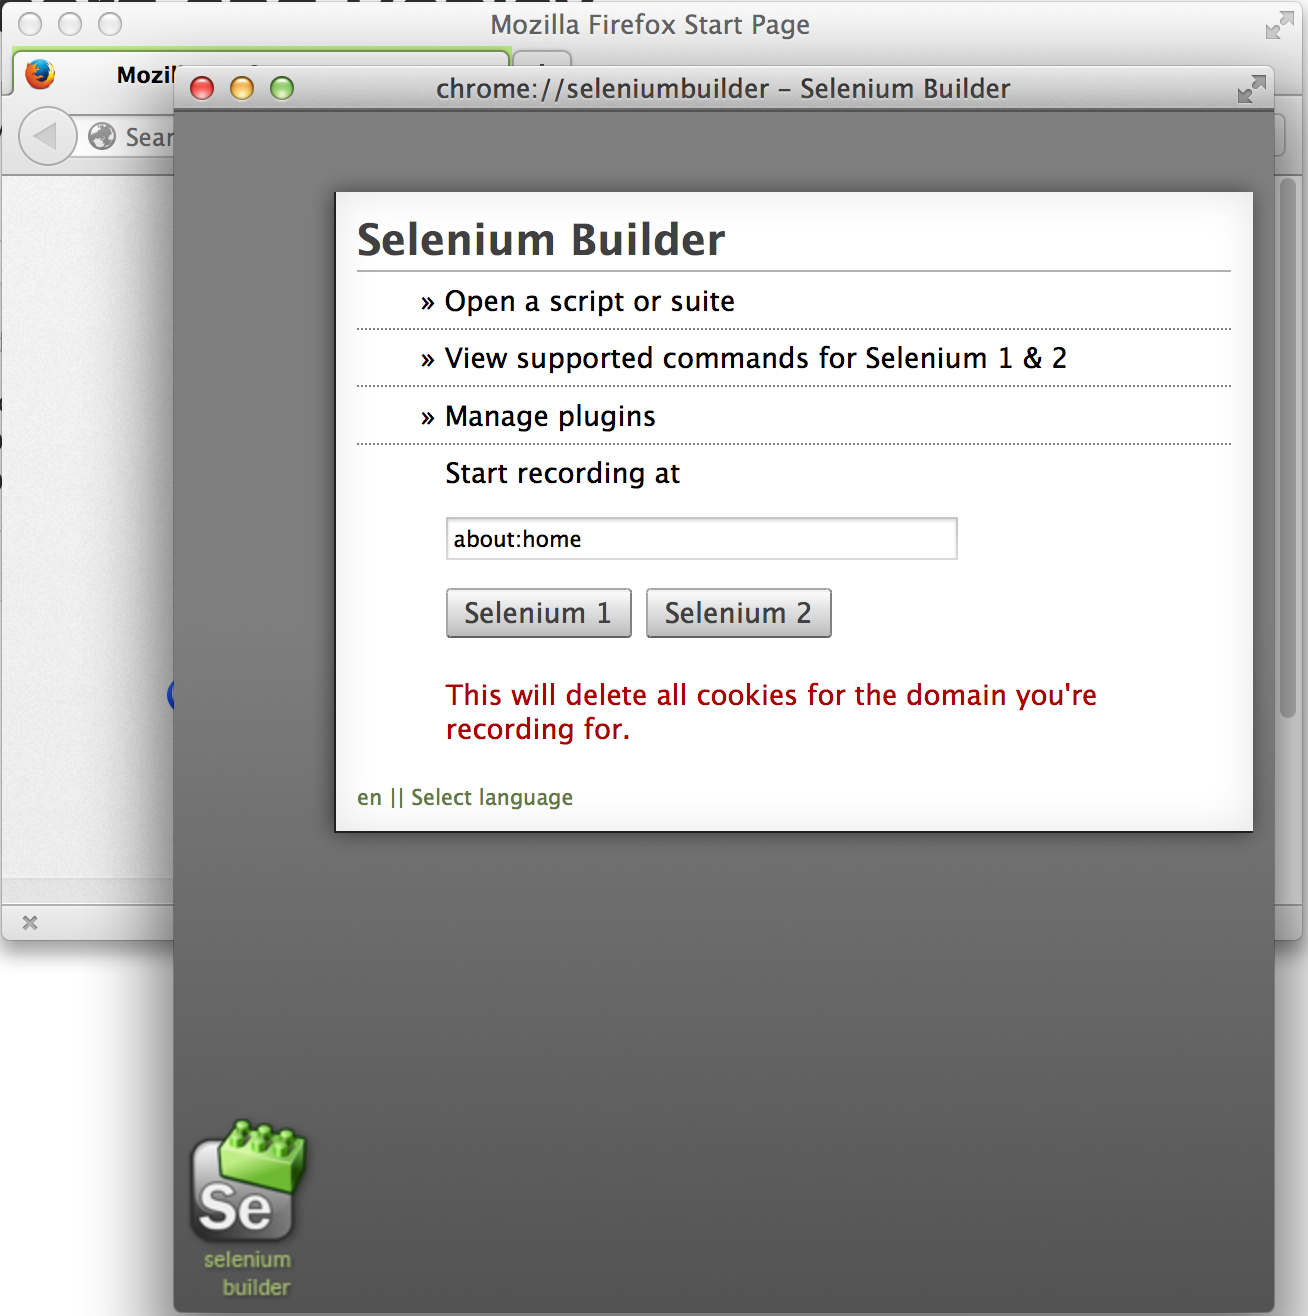 Mozilla Firefox Start Page
chrome://seleniumbuilder – Selenium Builder
Selenium Builder
» Open a script or suite
» View supported commands for Selenium 1 & 2
» Manage plugins
Start recording at
about:home
Selenium 1
Selenium 2
This will delete all cookies for the domain you're
recording for.
en || Select language
Se
selenium
builder